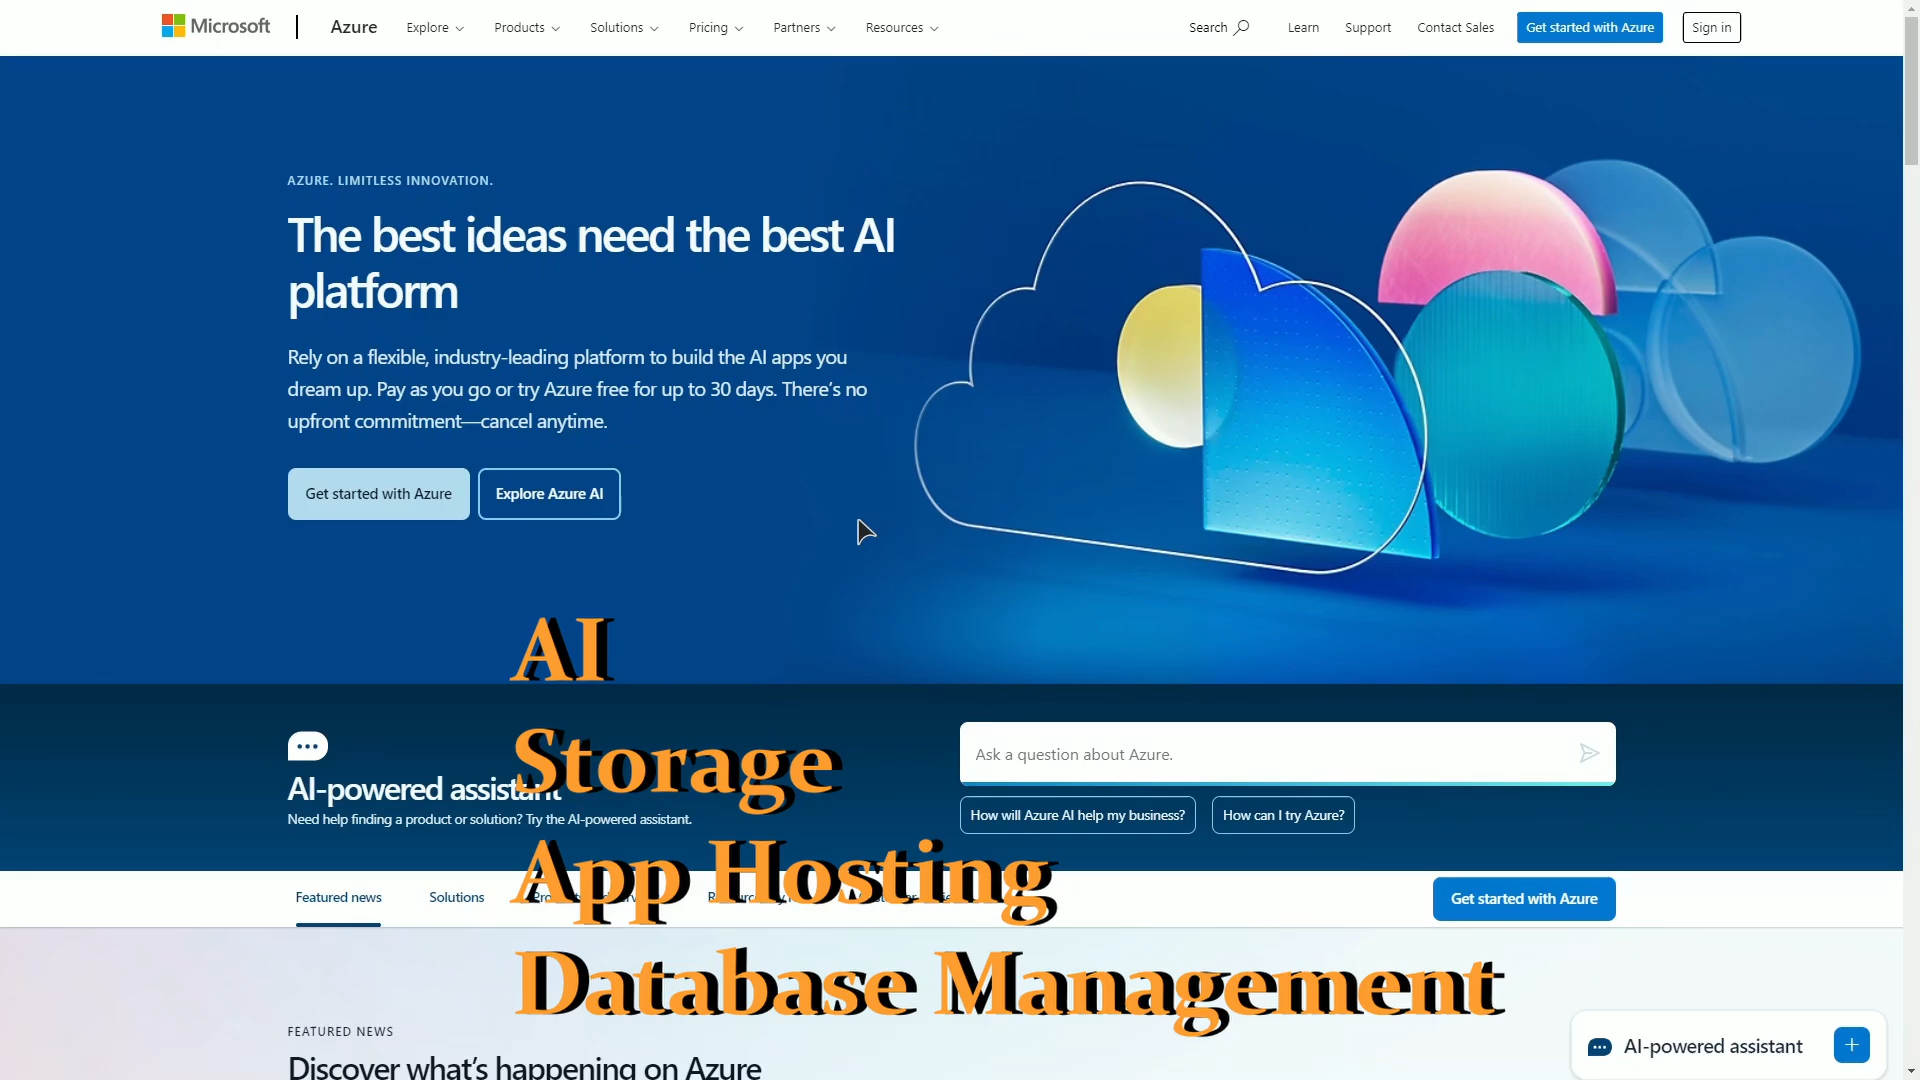 Microsoft
Azure
Explore
Products
Solutions
Pricing
Partners
Resources
Search
Learn
Support
Contact Sales
Get started with Azure
Sign in
AZURE. LIMITLESS INNOVATION.
The best ideas need the best AI
platform
Rely on a flexible, industry-leading platform to build the AI apps you
dream up. Pay as you go or try Azure free for up to 30 days. There's no
upfront commitment—cancel anytime.
Get started with Azure
Explore Azure AI
AI
Storage
App Hosting
Database Management
AI-powered assistant
Need help finding a product or solution? Try the AI-powered assistant.
Ask a question about Azure.
How will Azure AI help my business?
How can I try Azure?
Featured news
Solutions
Get started with Azure
FEATURED NEWS
Discover what's happening on Azure
AI-powered assistant